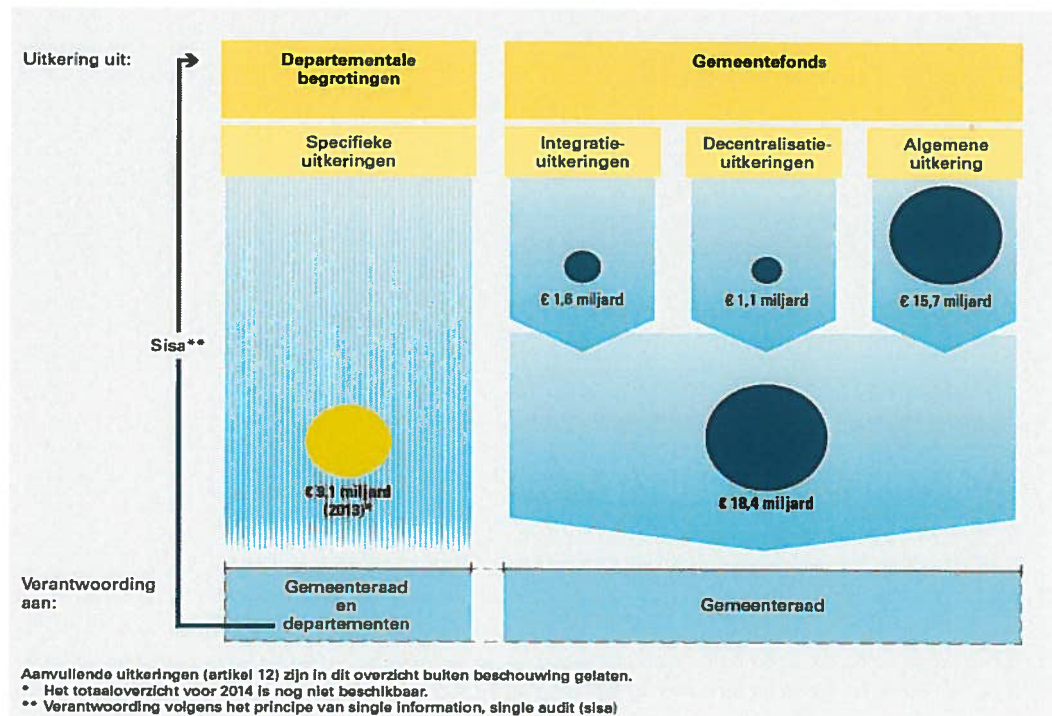 Uitkering uit:
Departementale
begrotingen
Gemeentefonds
Specifieke
uitkeringen
Integratie-
uitkeringen
Decentralisatie-
uitkeringen
Algemene
uitkering
€ 1,6 miljard
€ 1,1 miljard
€ 15,7 miljard
Sisa**
€ 9,1 miljard
(2013)*
€ 18,4 miljard
Verantwoording
aan:
Gemeenteraad
en
departementen
Gemeenteraad
Aanvullende uitkeringen (artikel 12) zijn in dit overzicht buiten beschouwing gelaten.
* Het totaaloverzicht voor 2014 is nog niet beschikbaar.
** Verantwoording volgens het principe van single information, single audit (sisa)